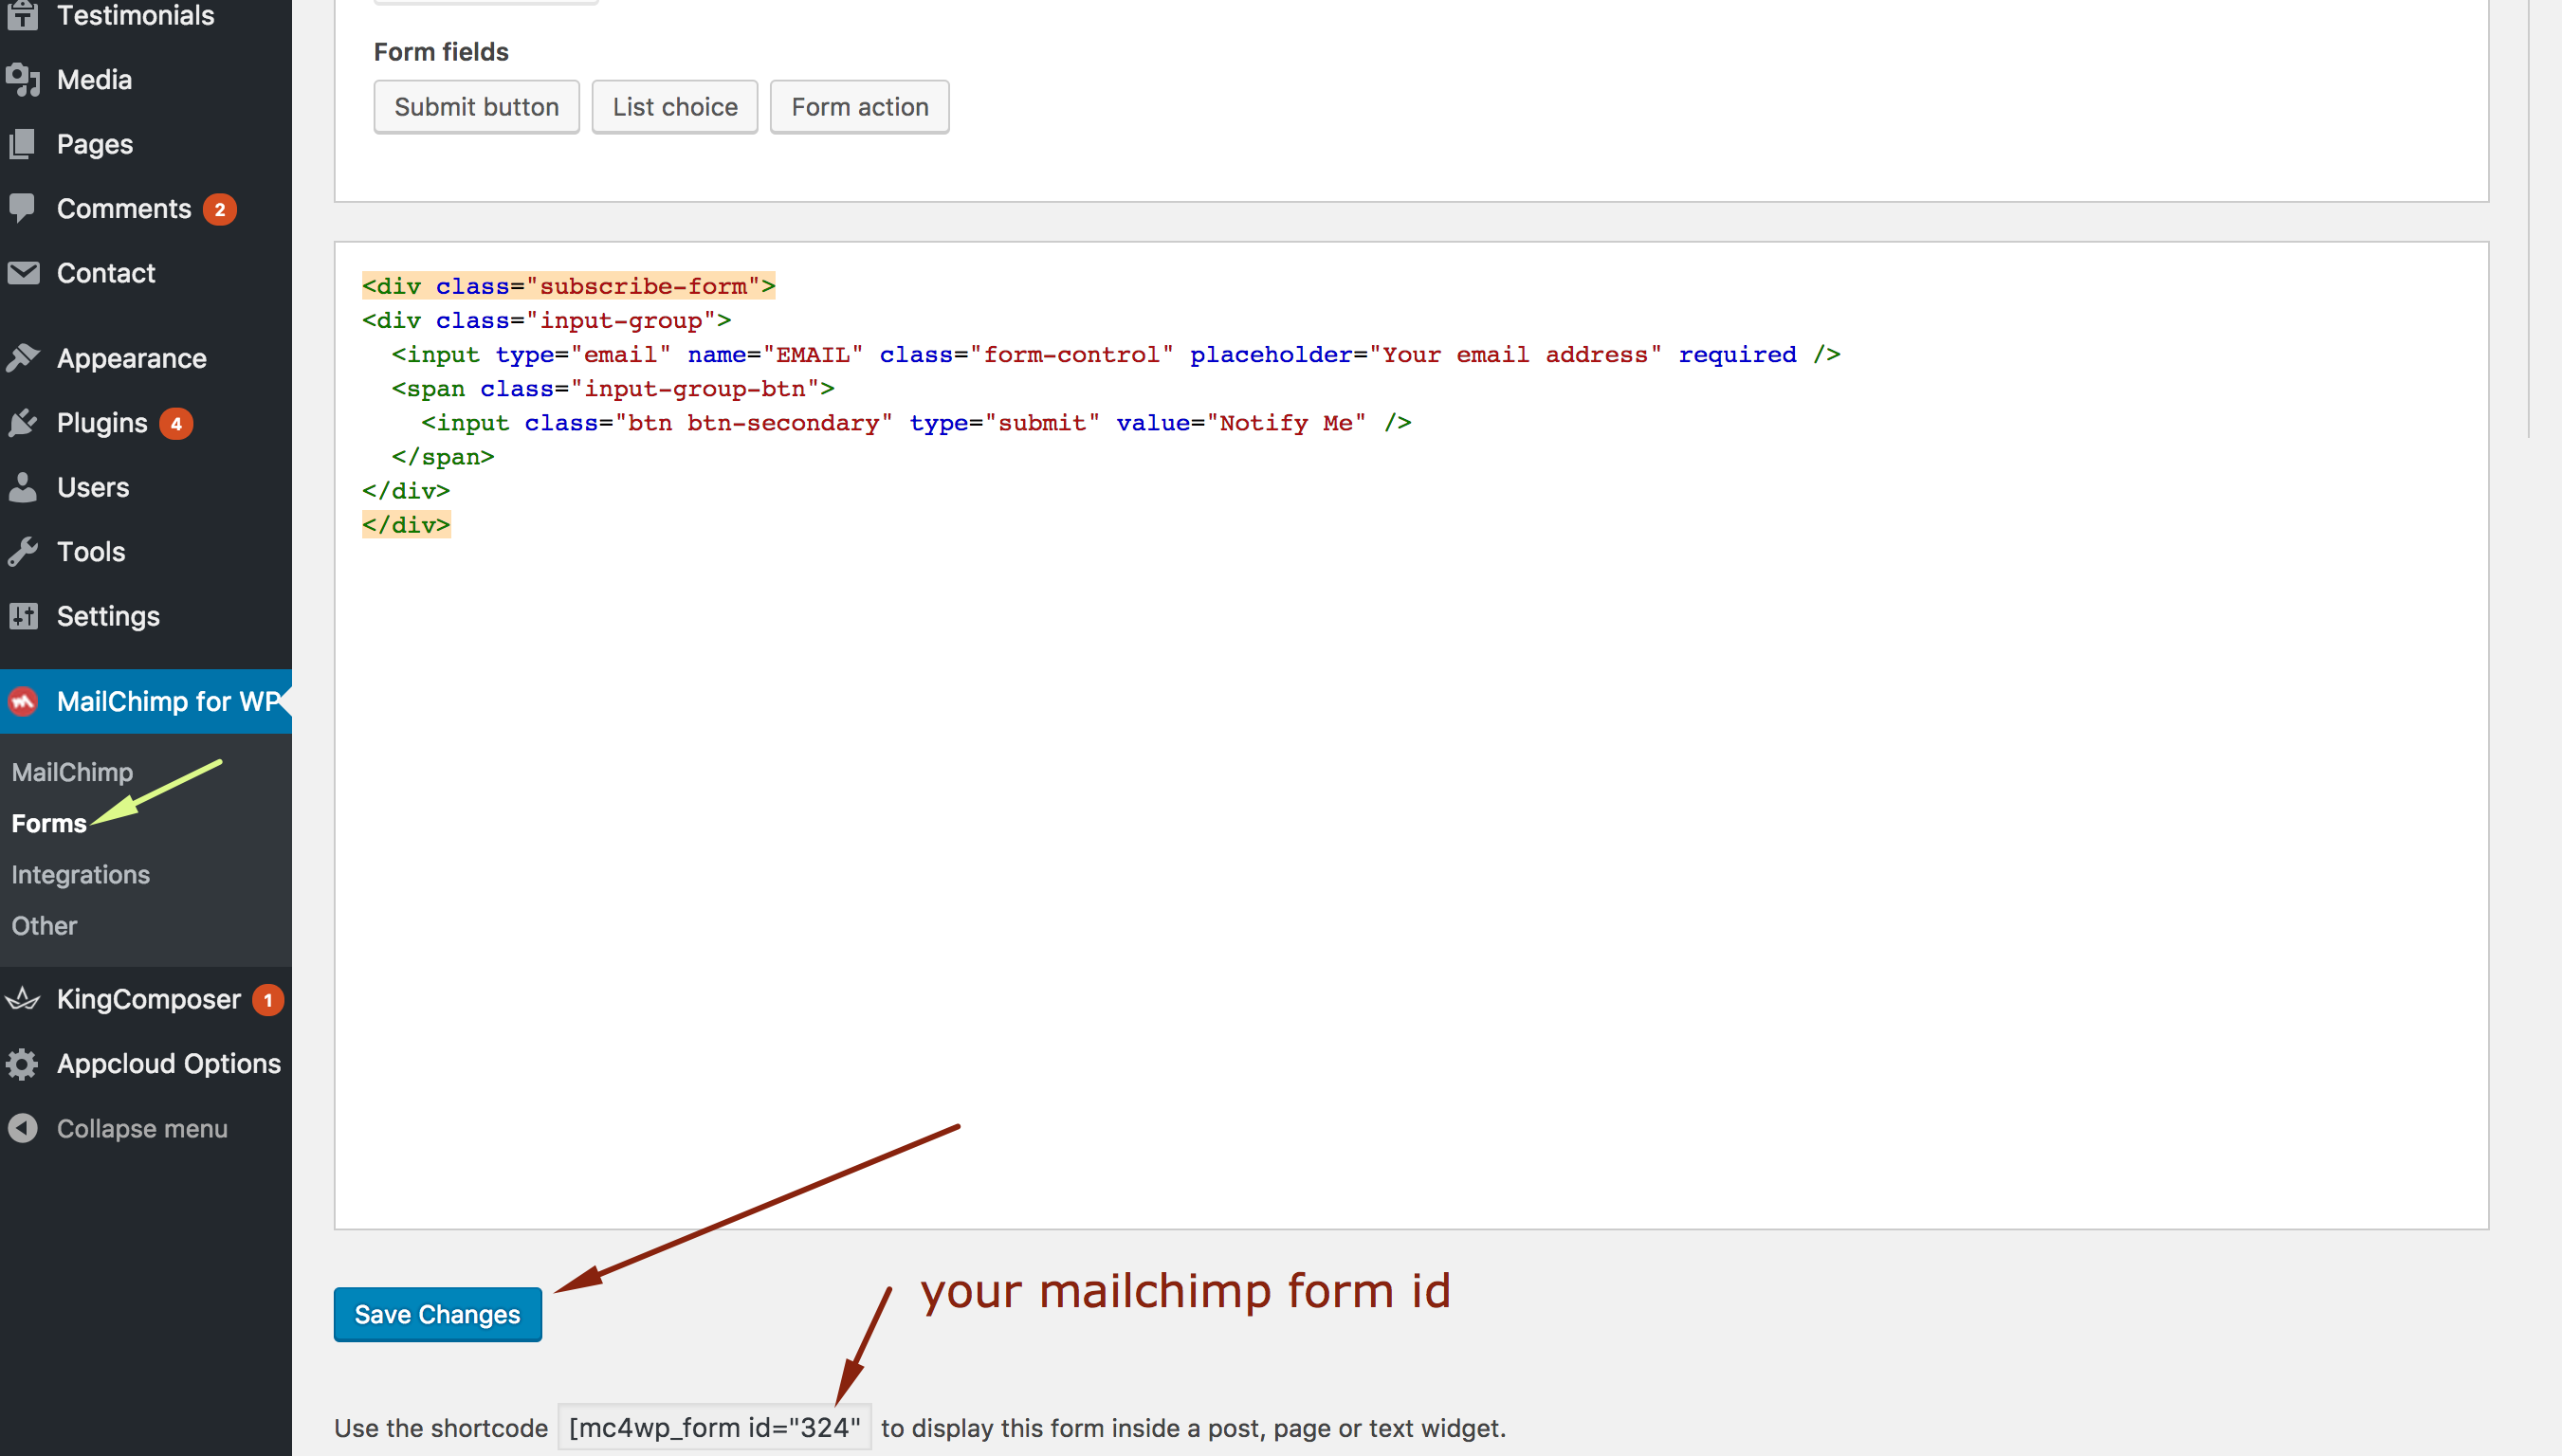 Testimonials
Media
Pages
Comments 2
Contact
Appearance
Plugins 4
Users
Tools
Settings
MailChimp for WP
MailChimp
Forms
Integrations
Other
KingComposer 1
Appcloud Options
Collapse menu
Form fields
Submit button List choice Form action
<div class="subscribe-form">
<div class="input-group">
  <input type="email" name="EMAIL" class="form-control" placeholder="Your email address" required />
  <span class="input-group-btn">
    <input class="btn btn-secondary" type="submit" value="Notify Me" />
  </span>
</div>
</div>
Save Changes
your mailchimp form id
Use the shortcode [mc4wp_form id="324" to display this form inside a post, page or text widget.